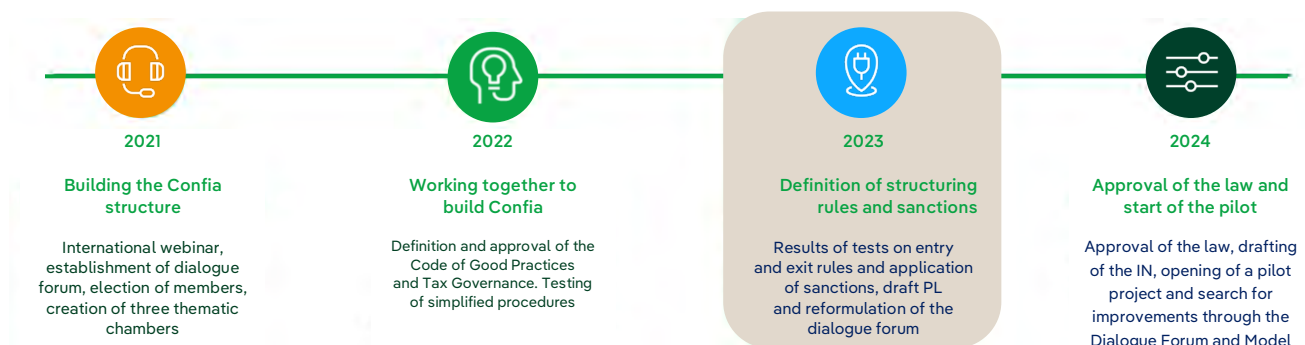 2021
Building the Confia
structure
International webinar,
establishment of dialogue
forum, election of members,
creation of three thematic
chambers
2022
Working together to
build Confia
Definition and approval of the
Code of Good Practices
and Tax Governance. Testing
of simplified procedures
2023
Definition of structuring
rules and sanctions
Results of tests on entry
and exit rules and application
of sanctions, draft PL
and reformulation of the
dialogue forum
2024
Approval of the law and
start of the pilot
Approval of the law, drafting
of the IN, opening of a pilot
project and search for
improvements through the
Dialogue Forum and Model